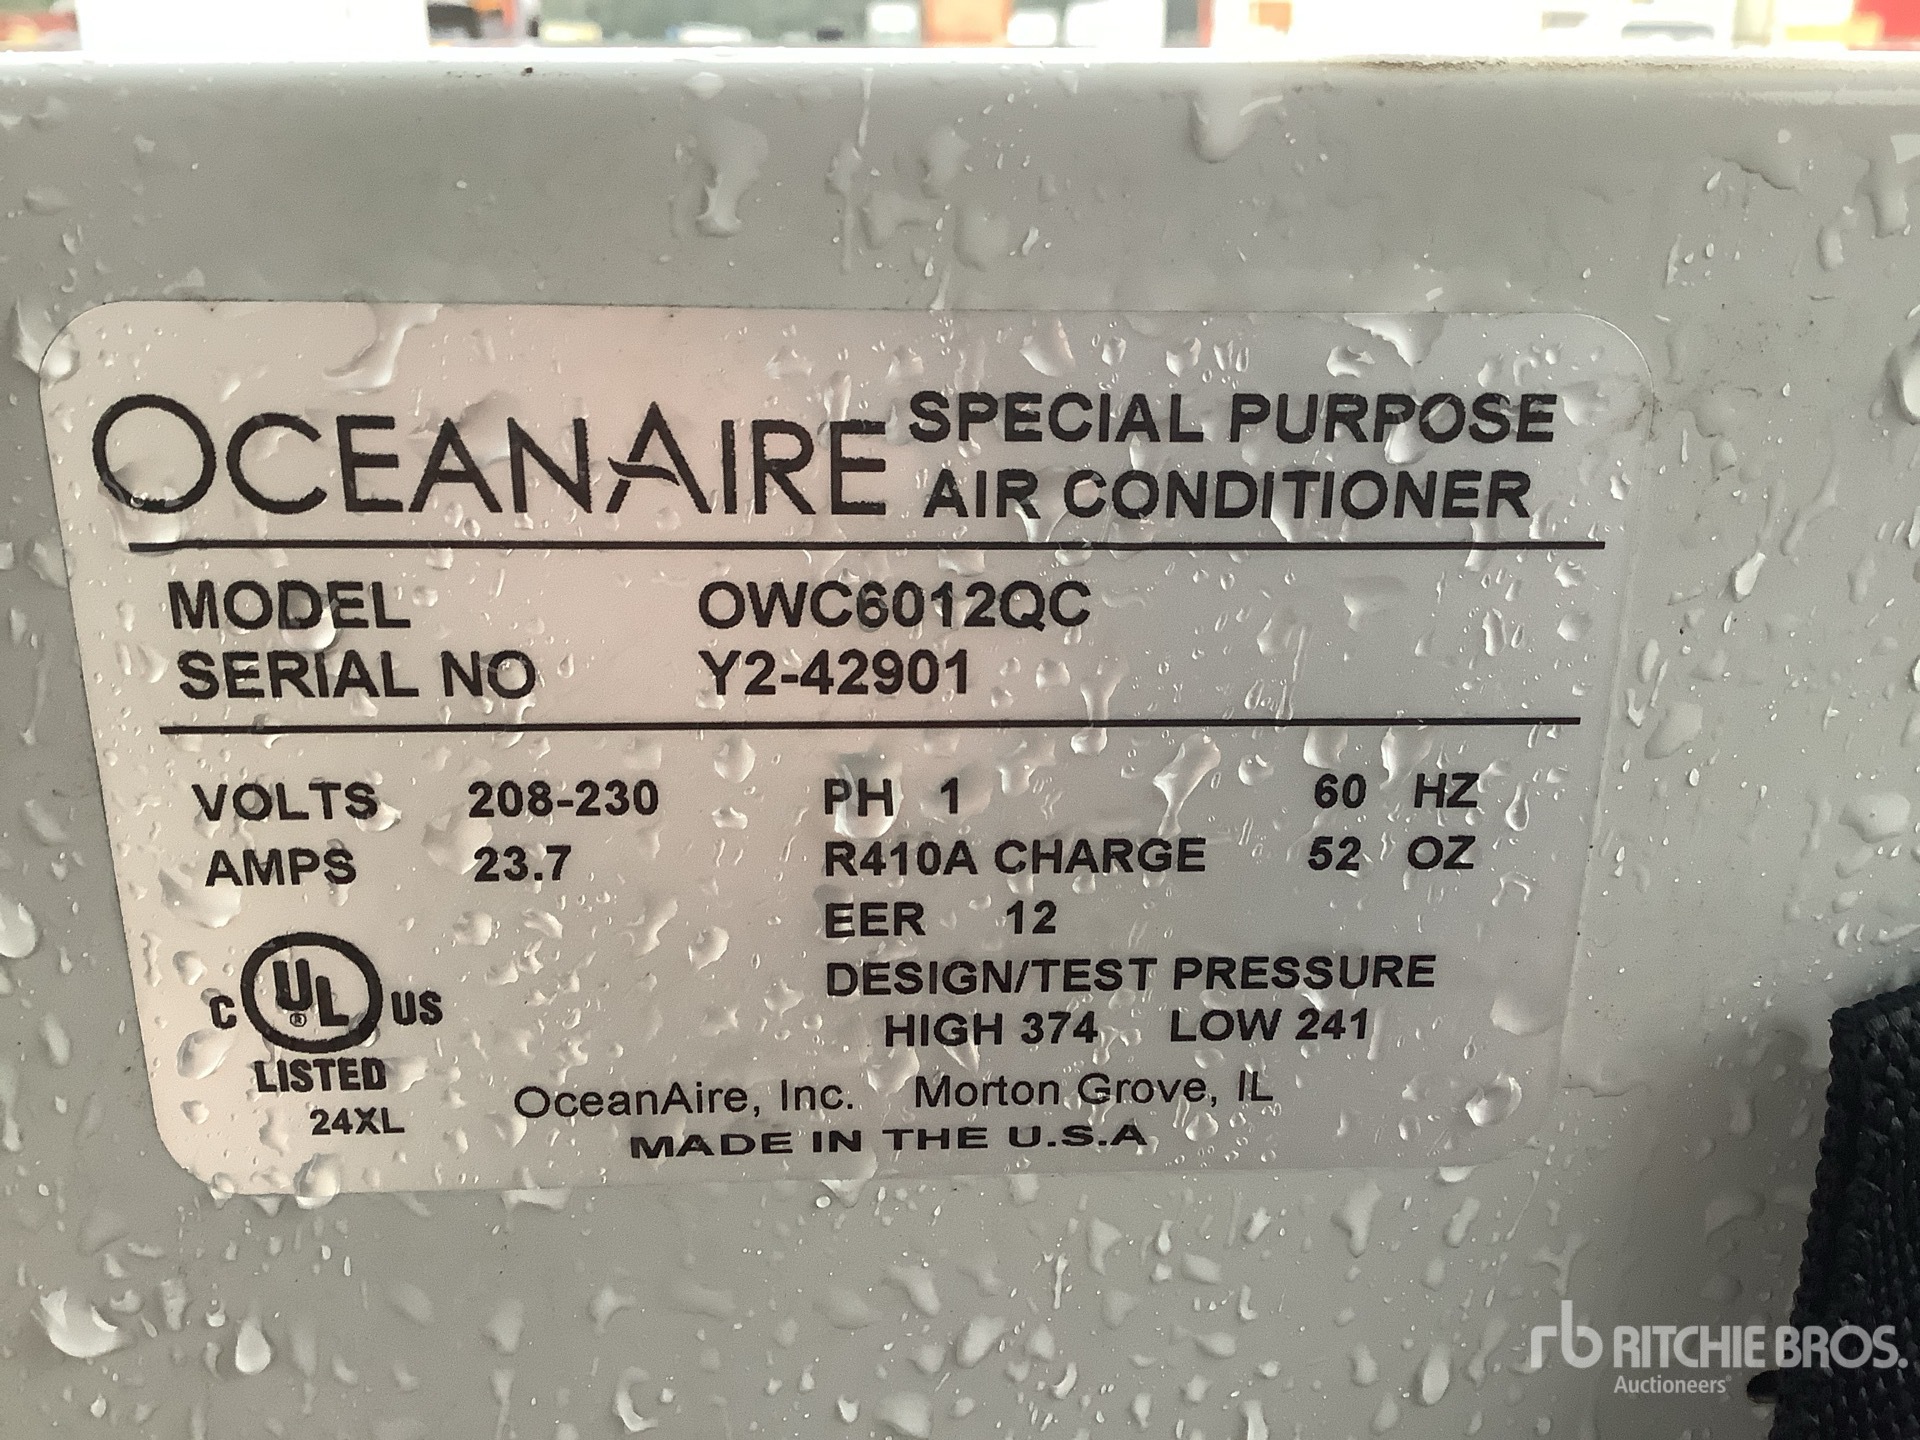 OCEANAIRE SPECIAL PURPOSE
AIR CONDITIONER
MODEL OWC6012QC
SERIAL NO Y2-42901
VOLTS 208-230 PH 1 60 HZ
AMPS 23.7 R410A CHARGE 52 OZ
EER 12
DESIGN/TEST PRESSURE
HIGH 374 LOW 241
C UL® US
LISTED
24XL
OceanAire, Inc. Morton Grove, IL
MADE IN THE U.S.A
rb RITCHIE BROS.
Auctioneers